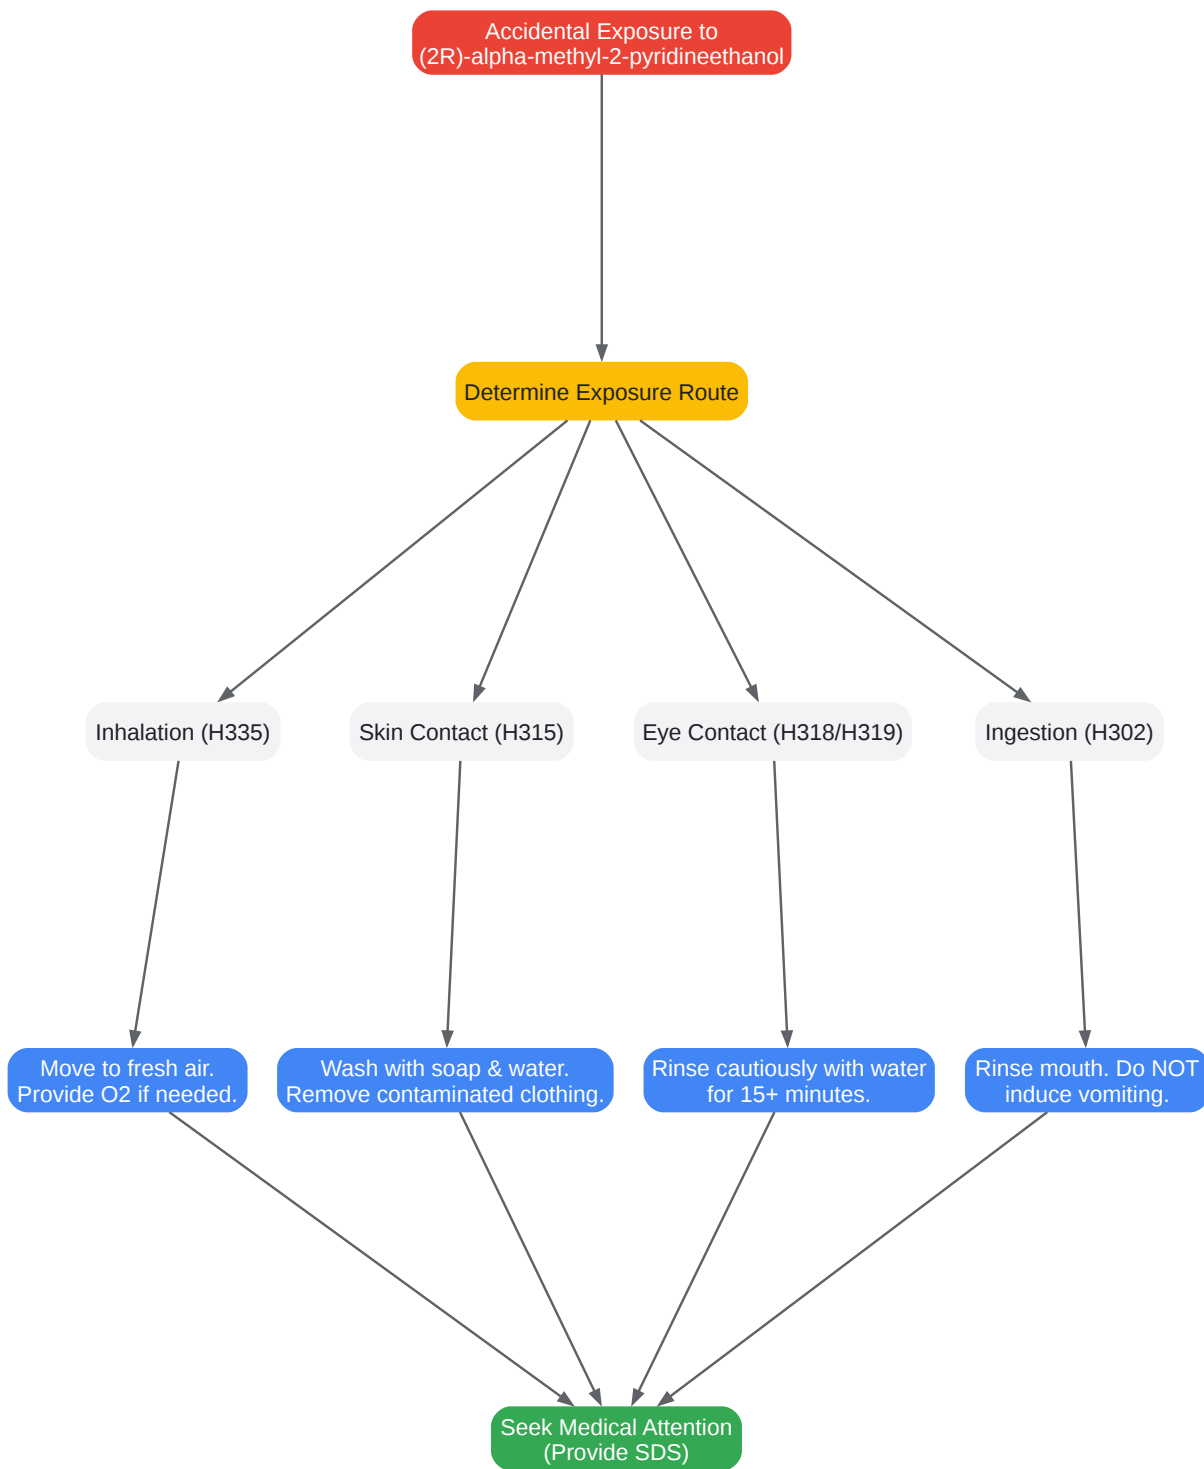 Accidental Exposure to
(2R)-alpha-methyl-2-pyridineethanol
Determine Exposure Route
Inhalation (H335)
Skin Contact (H315)
Eye Contact (H318/H319)
Ingestion (H302)
Move to fresh air.
Provide O2 if needed.
Wash with soap & water.
Remove contaminated clothing.
Rinse cautiously with water
for 15+ minutes.
Rinse mouth. Do NOT
induce vomiting.
Seek Medical Attention
(Provide SDS)